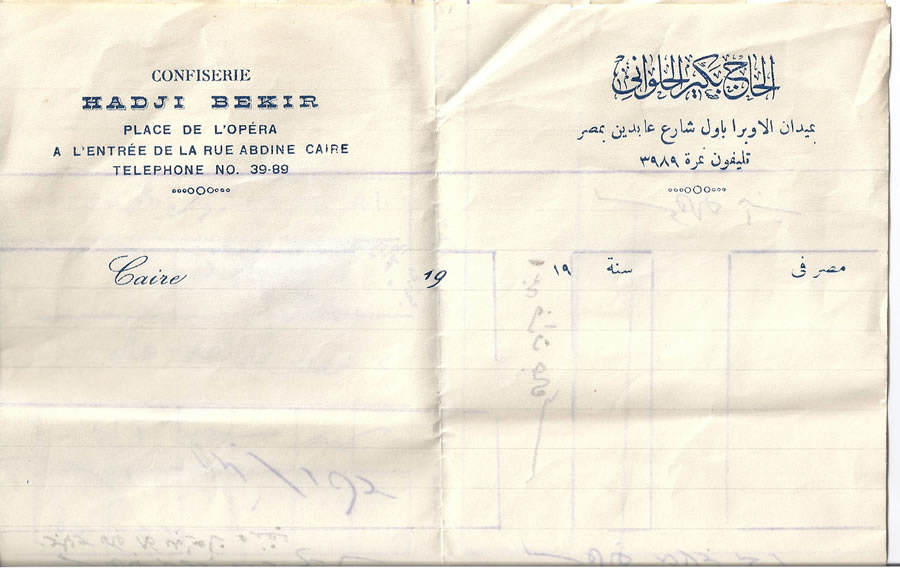 CONFISERIE
HADJI BEKIR
PLACE DE L'OPÉRA
A L'ENTRÉE DE LA RUE ABDINE CAIRE
TELEPHONE NO. 39-89
Caire 19
الحاج بكير الحلواني
بميدان الاوبرا باول شارع عابدين بمصر
تليفون نمرة ٣٩٨٩
مصر فى سنة ١٩